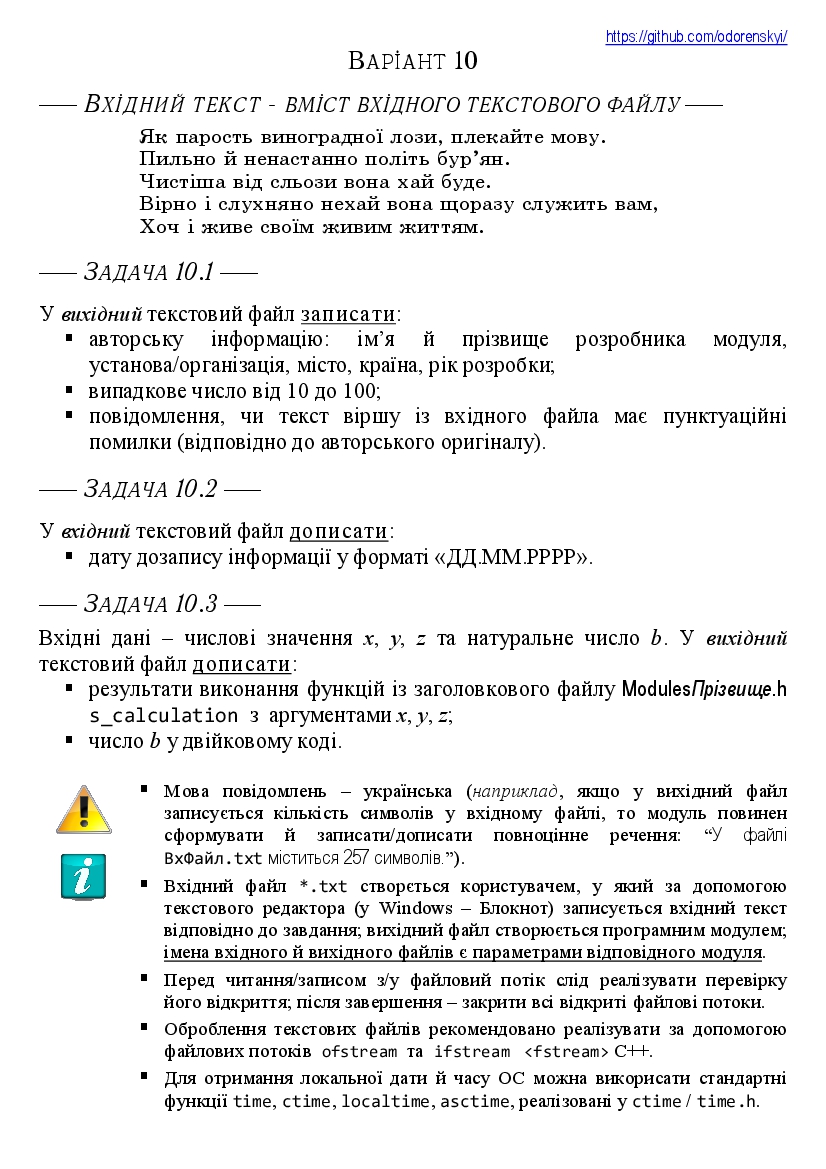 https://github.com/odorenskyi/
Варіант 10
Вхідний текст - вміст вхідного текстового файлу
Як парость виноградної лози, плекайте мову.
Пильно й ненастанно політь бур’ян.
Чистіша від сльози вона хай буде.
Вірно і слухняно нехай вона щоразу служить вам,
Хоч і живе своїм живим життям.
Задача 10.1
У вихідний текстовий файл записати:
▪ авторську інформацію: ім’я й прізвище розробника модуля,
установа/організація, місто, країна, рік розробки;
▪ випадкове число від 10 до 100;
▪ повідомлення, чи текст віршу із вхідного файла має пунктуаційні
помилки (відповідно до авторського оригіналу).
Задача 10.2
У вхідний текстовий файл дописати:
▪ дату дозапису інформації у форматі «ДД.ММ.РРРР».
Задача 10.3
Вхідні дані – числові значення x, y, z та натуральне число b. У вихідний
текстовий файл дописати:
▪ результати виконання функцій із заголовкового файлу ModulesПрізвище.h
s_calculation з аргументами x, y, z;
▪ число b у двійковому коді.
▪ Мова повідомлень – українська (наприклад, якщо у вихідний файл
записується кількість символів у вхідному файлі, то модуль повинен
сформувати й записати/дописати повноцінне речення: “У файлі
ВхФайл.txt міститься 257 символів.”).
▪ Вхідний файл *.txt створється користувачем, у який за допомогою
текстового редактора (у Windows – Блокнот) записується вхідний текст
відповідно до завдання; вихідний файл створюється програмним модулем;
імена вхідного й вихідного файлів є параметрами відповідного модуля.
▪ Перед читання/записом з/у файловий потік слід реалізувати перевірку
його відкриття; після завершення – закрити всі відкриті файлові потоки.
▪ Оброблення текстових файлів рекомендовано реалізувати за допомогою
файлових потоків ofstream та ifstream <fstream> С++.
▪ Для отримання локальної дати й часу ОС можна використати стандартні
функції time, ctime, localtime, asctime, реалізовані у ctime / time.h.